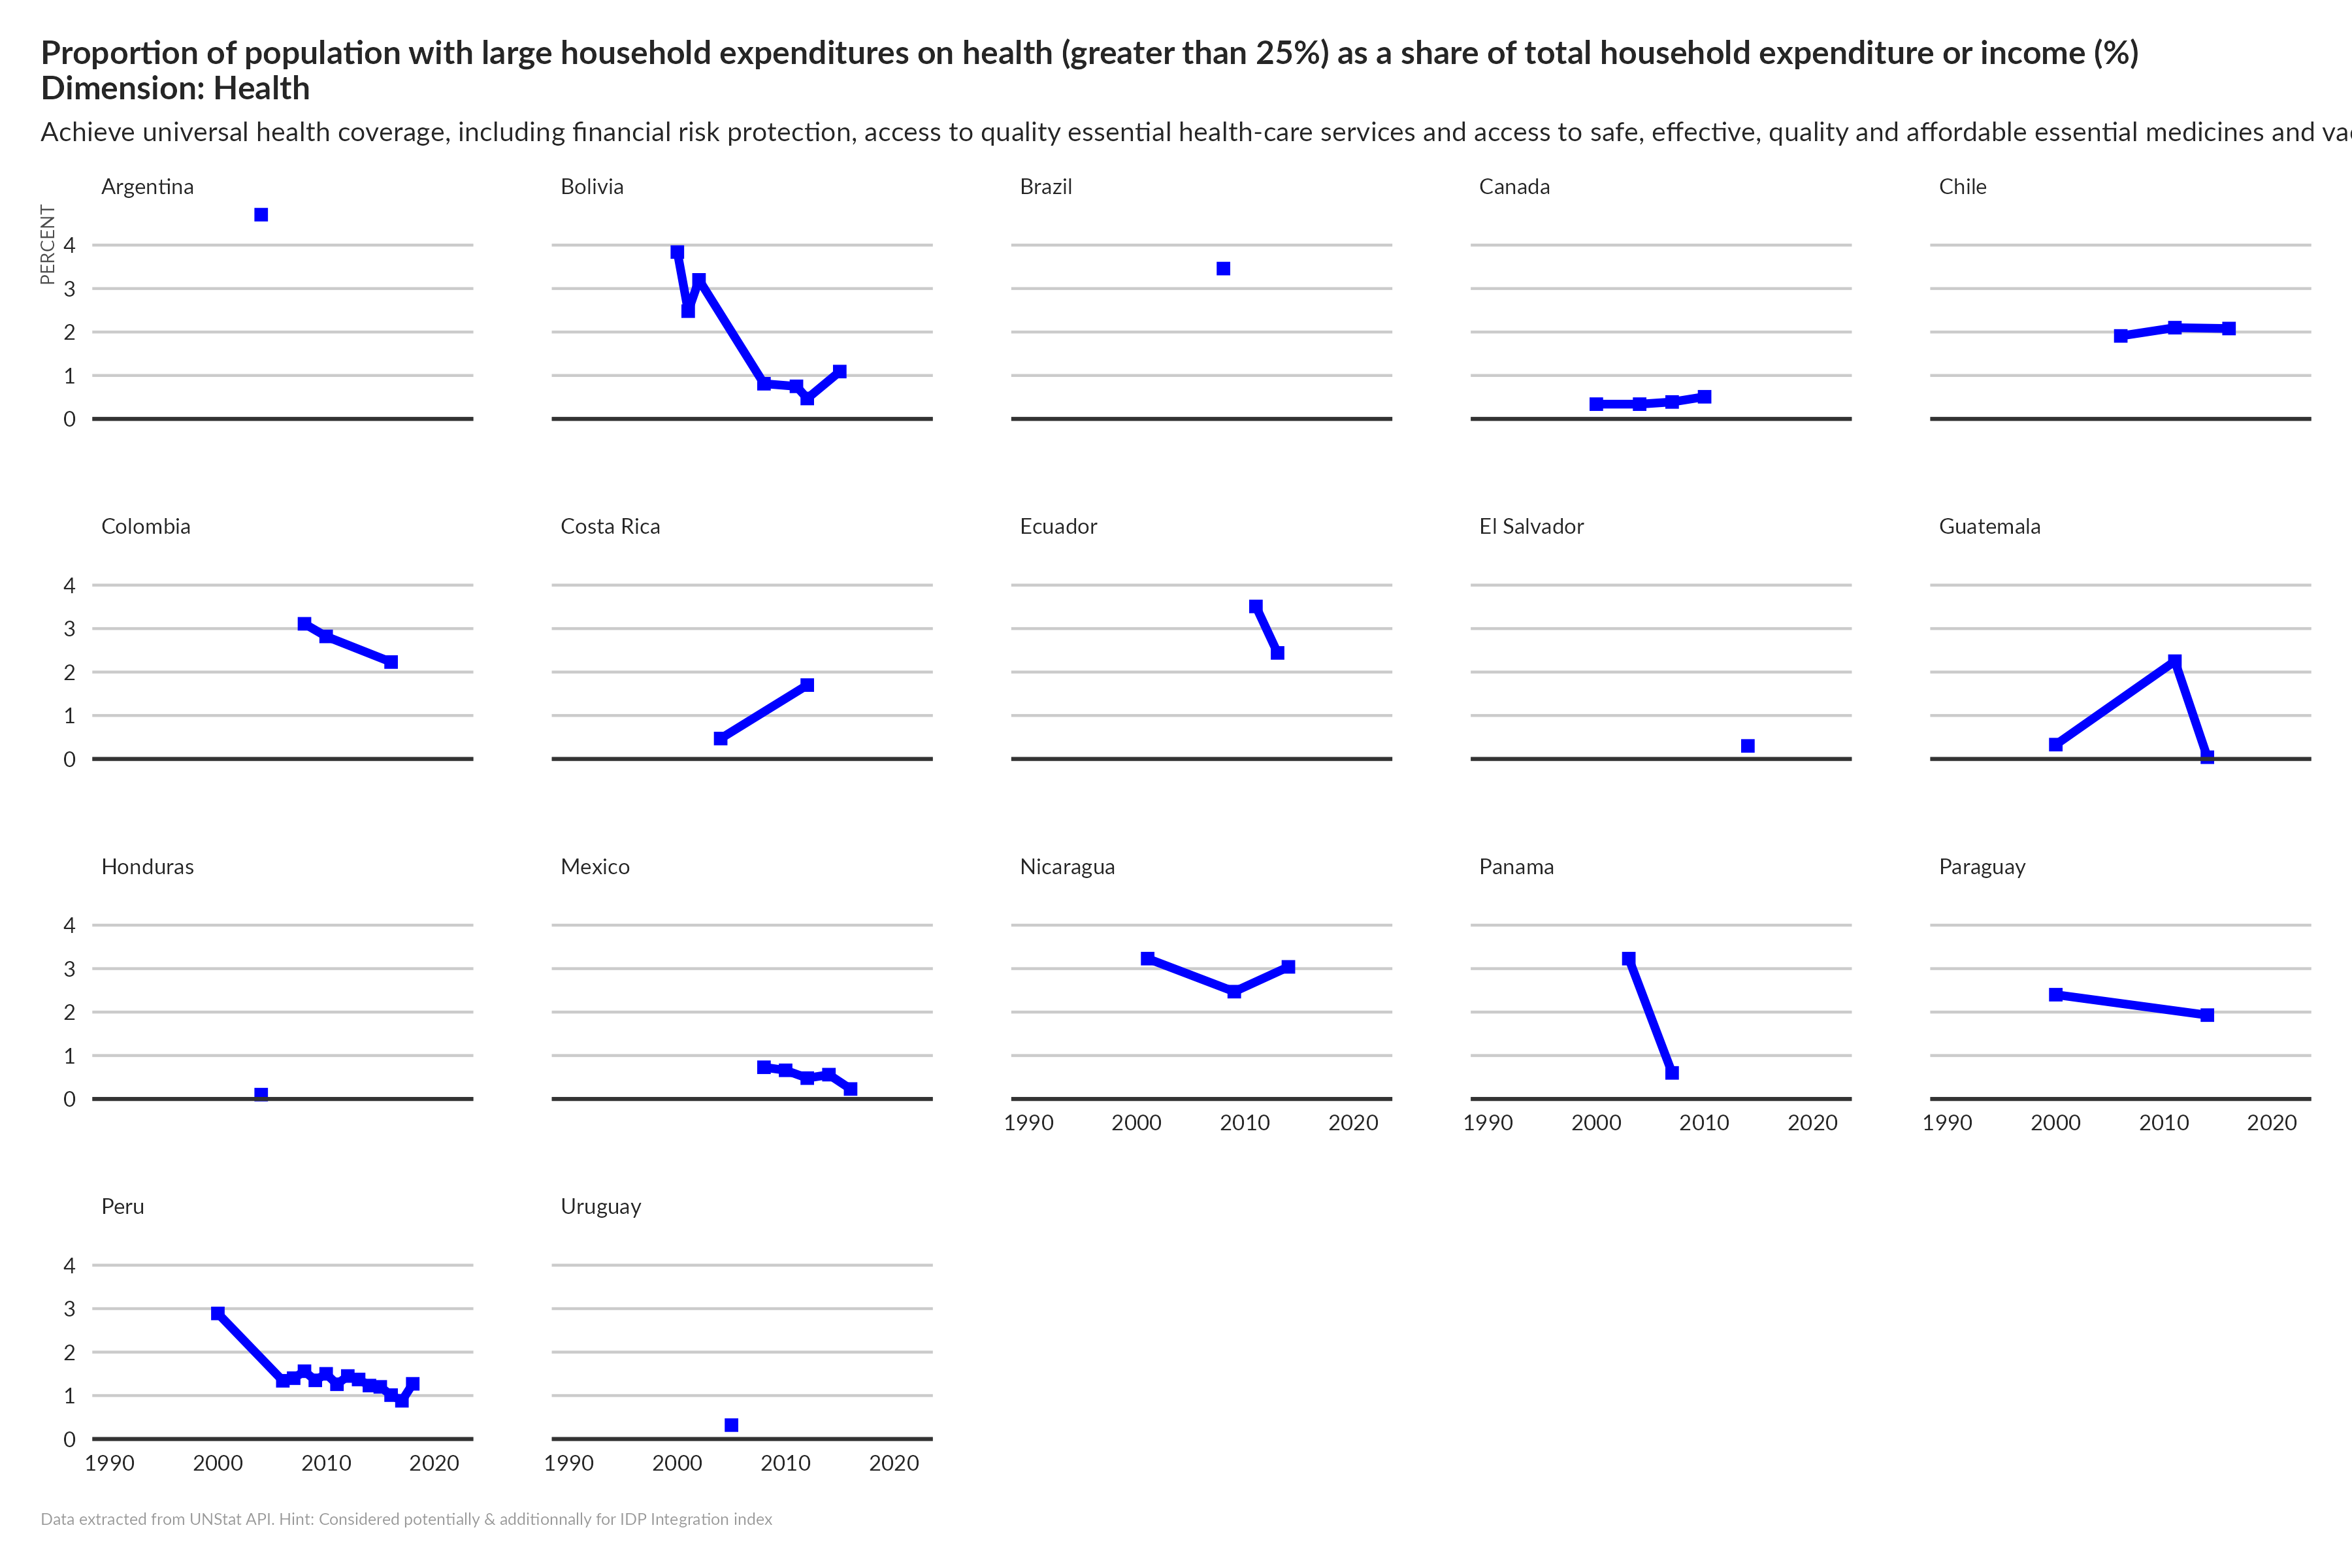 Proportion of population with large household expenditures on health (greater than 25%) as a share of total household expenditure or income (%)
Dimension: Health
Achieve universal health coverage, including financial risk protection, access to quality essential health-care services and access to safe, effective, quality and affordable essential medicines and
Argentina Bolivia Brazil Canada Chile
PERCENT
4
3
2
1
0
Colombia Costa Rica Ecuador El Salvador Guatemala
4
3
2
1
0
Honduras Mexico Nicaragua Panama Paraguay
4
3
2
1
0
1990 2000 2010 2020 1990 2000 2010 2020 1990 2000 2010 2020
Peru Uruguay
4
3
2
1
0
1990 2000 2010 2020 1990 2000 2010 2020
Data extracted from UNStat API. Hint: Considered potentially & additionnally for IDP Integration index